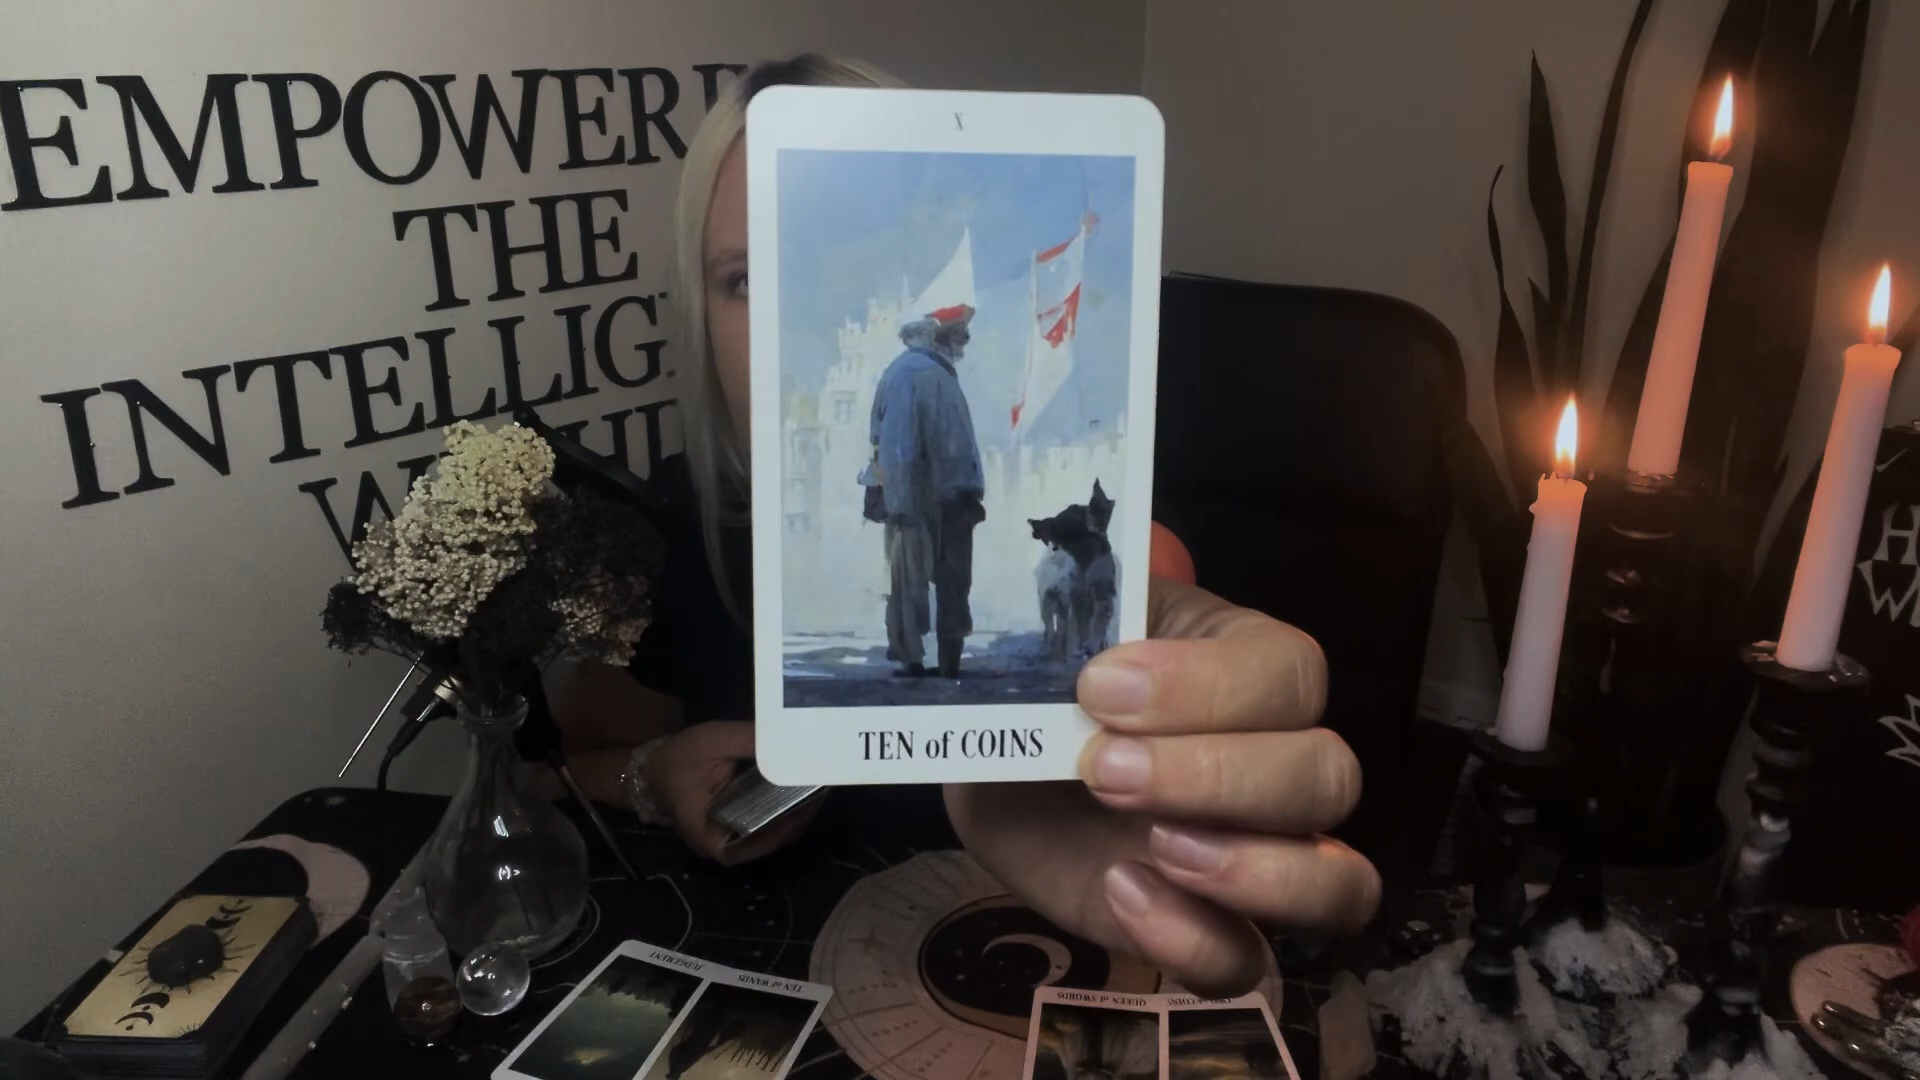 EMPOWER
THE
INTELLIG
X
TEN of COINS
JUDGEMENT
TEN of WANDS
QUEEN of SWORDS